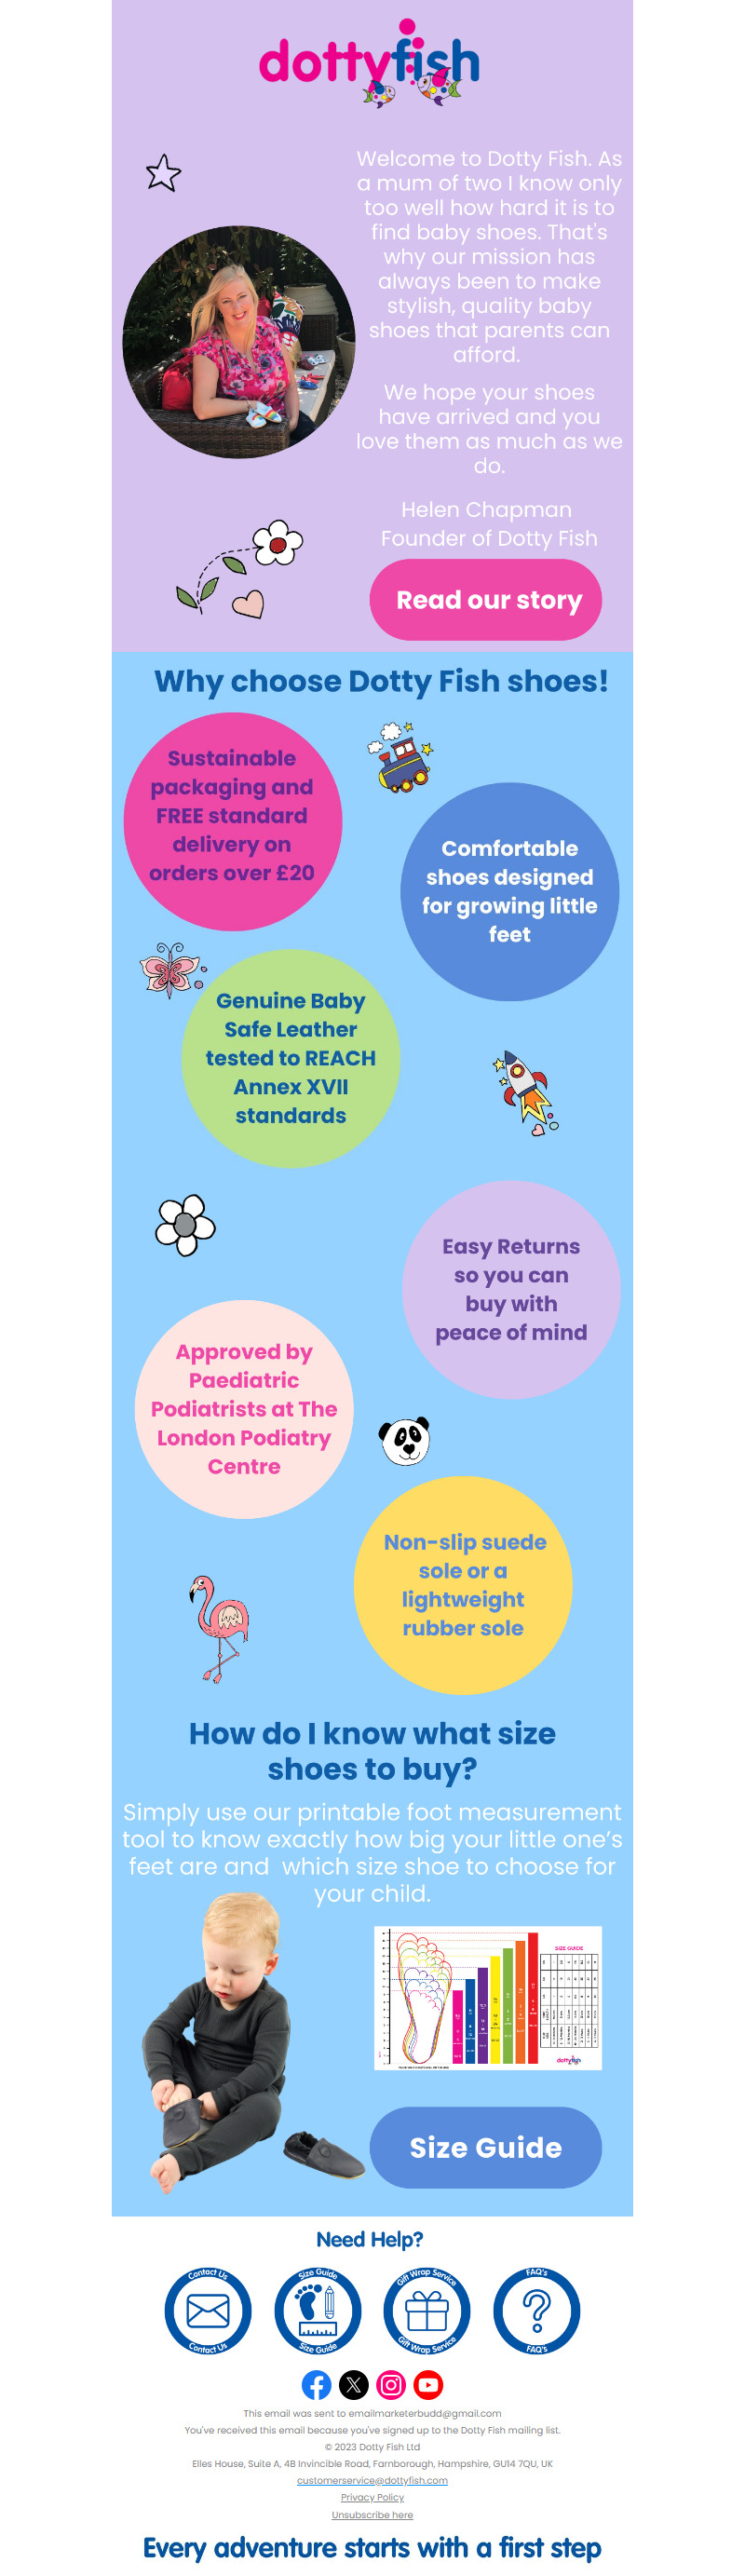 dottyfish
Welcome to Dotty Fish. As
a mum of two I know only
too well how hard it is to
find baby shoes. That's
why our mission has
always been to make
stylish, quality baby
shoes that parents can
afford.
We hope your shoes
have arrived and you
love them as much as we
do.
Helen Chapman
Founder of Dotty Fish
Read our story
Why choose Dotty Fish shoes!
Sustainable
packaging and
FREE standard
delivery on
orders over £20
Comfortable
shoes designed
for growing little
feet
Genuine Baby
Safe Leather
tested to REACH
Annex XVII
standards
Easy Returns
so you can
buy with
peace of mind
Approved by
Paediatric
Podiatrists at The
London Podiatry
Centre
Non-slip suede
sole or a
lightweight
rubber sole
How do I know what size
shoes to buy?
Simply use our printable foot measurement
tool to know exactly how big your little one's
feet are and which size shoe to choose for
your child.
SIZE GUIDE
dottyfish
Size Guide
Need Help?
Contact Us
Contact Us
Size Guide
Size Guide
Gift Wrap Service
Gift Wrap Service
FAQ's
FAQ's
This email was sent to emailmarketerbudd@gmail.com
You've received this email because you've signed up to the Dotty Fish mailing list.
© 2023 Dotty Fish Ltd
Elles House, Suite A, 4B Invincible Road, Farnborough, Hampshire, GU14 7QU, UK
customerservice@dottyfish.com
Privacy Policy
Unsubscribe here
Every adventure starts with a first step